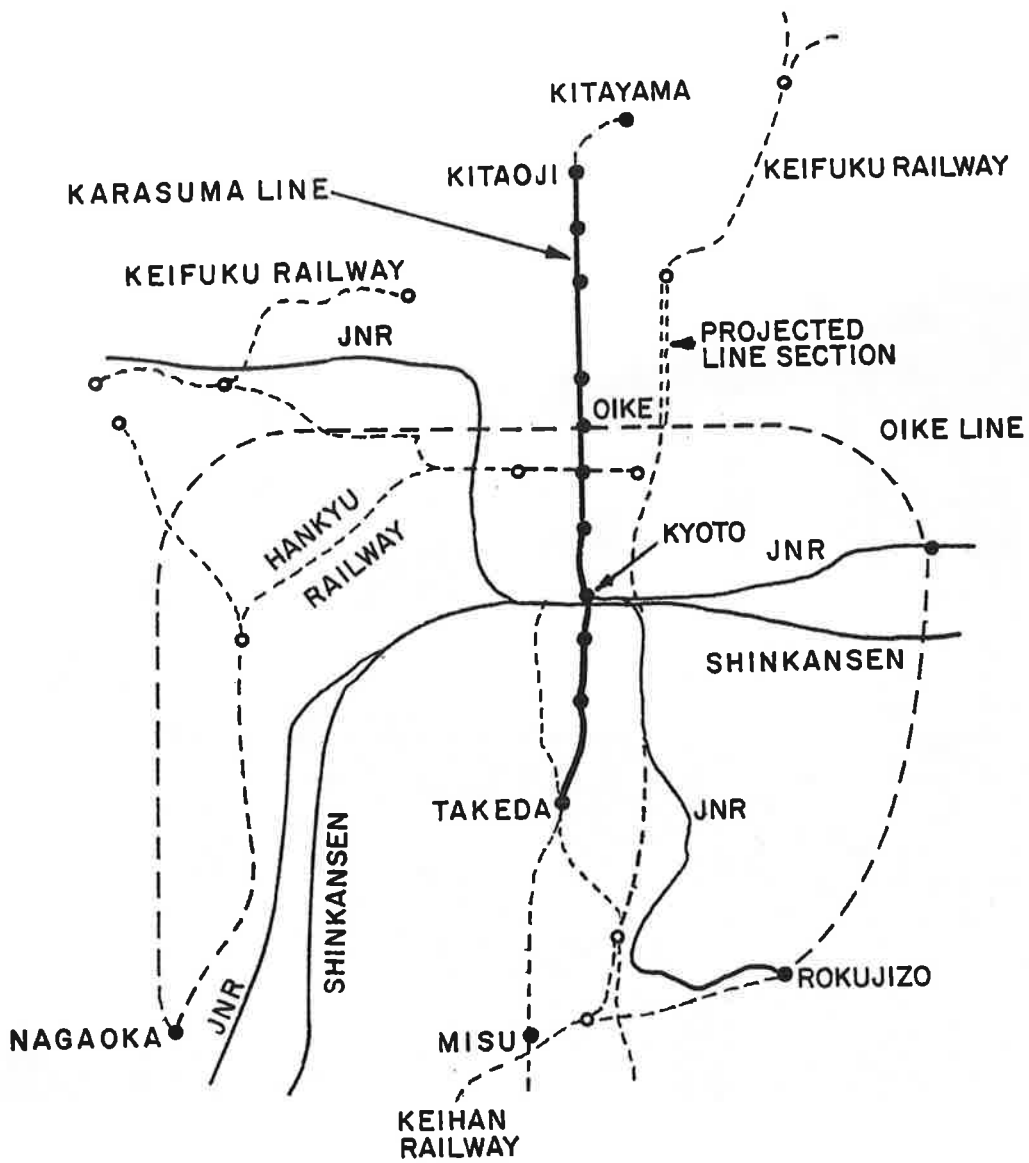 KITAYAMA
KITAOJI
KEIFUKU RAILWAY
KARASUMA LINE
KEIFUKU RAILWAY
JNR
PROJECTED
LINE SECTION
OIKE
OIKE LINE
HANKYU
RAILWAY
KYOTO
JNR
SHINKANSEN
TAKEDA
JNR
SHINKANSEN
JNR
ROKUJIZO
NAGAOKA
MISU
KEIHAN
RAILWAY